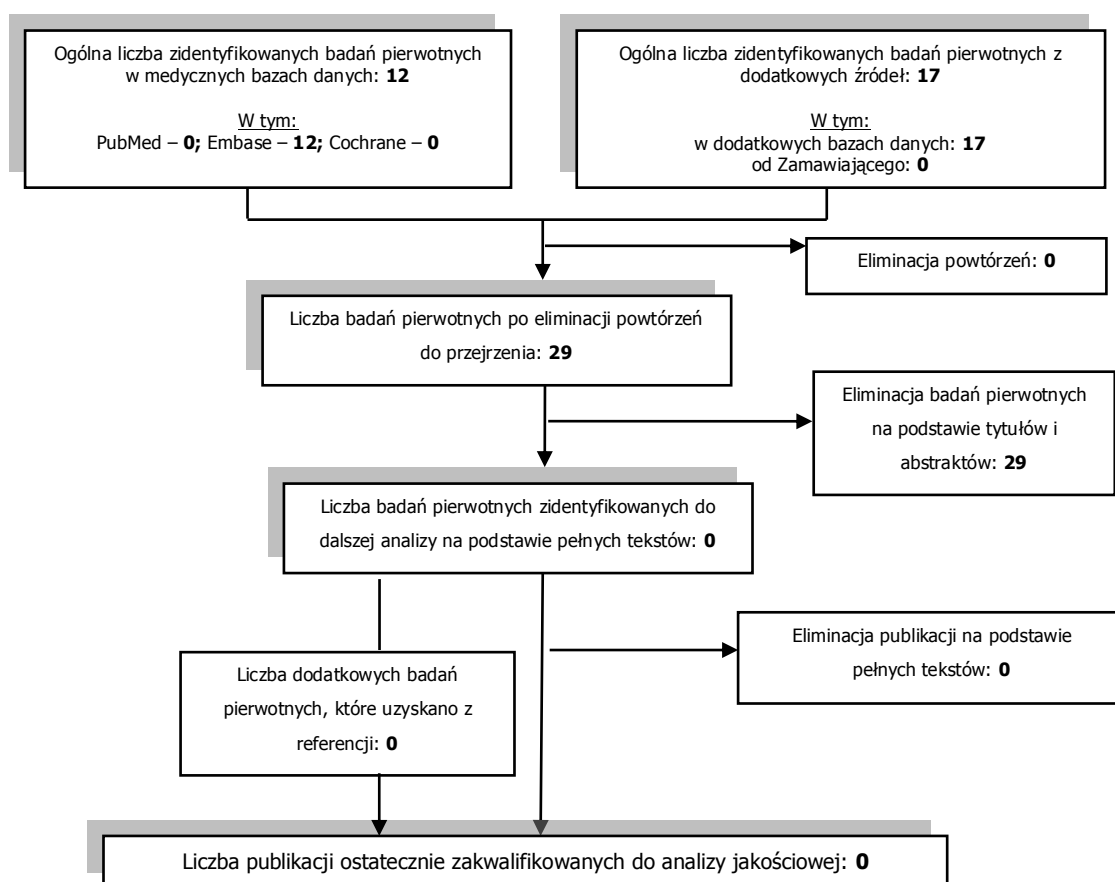 Ogólna liczba zidentyfikowanych badań pierwotnych
w medycznych bazach danych: 12
W tym:
PubMed – 0; Embase – 12; Cochrane – 0
Ogólna liczba zidentyfikowanych badań pierwotnych z
dodatkowych źródeł: 17
W tym:
w dodatkowych bazach danych: 17
od Zamawiającego: 0
Eliminacja powtórzeń: 0
Liczba badań pierwotnych po eliminacji powtórzeń
do przejrzenia: 29
Eliminacja badań pierwotnych
na podstawie tytułów i
abstraktów: 29
Liczba badań pierwotnych zidentyfikowanych do
dalszej analizy na podstawie pełnych tekstów: 0
Eliminacja publikacji na podstawie
pełnych tekstów: 0
Liczba dodatkowych badań
pierwotnych, które uzyskano z
referencji: 0
Liczba publikacji ostatecznie zakwalifikowanych do analizy jakościowej: 0